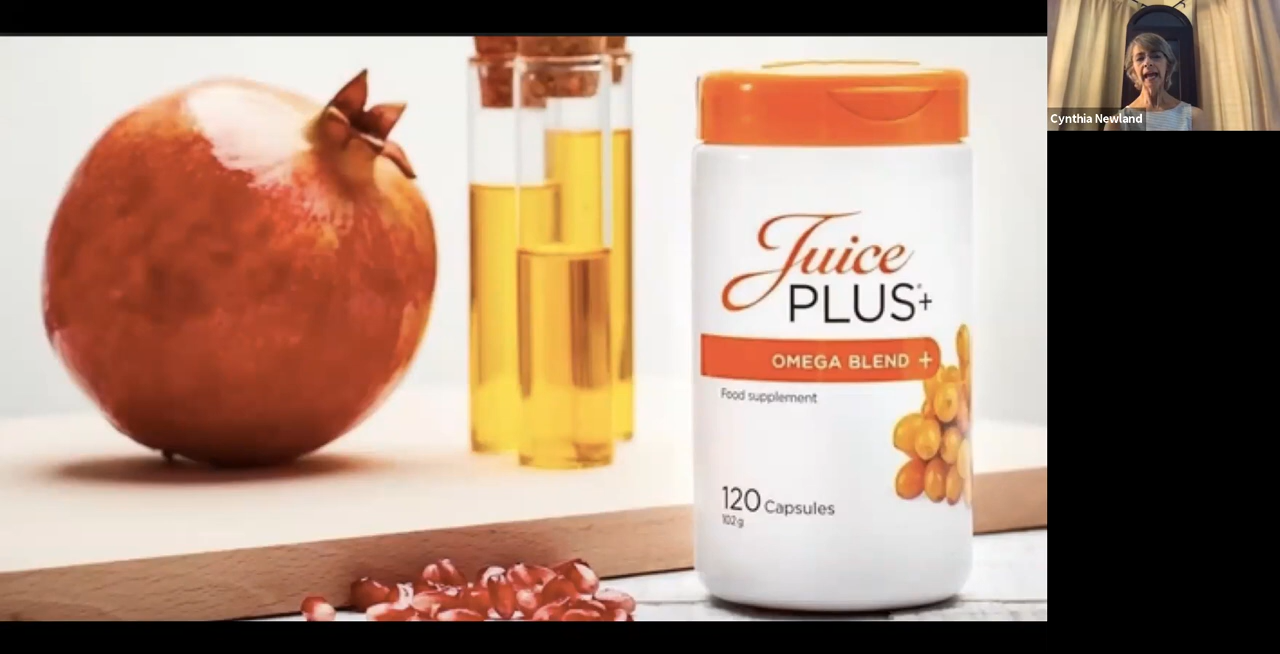 Juice
PLUS®+
OMEGA BLEND +
Food supplement
120 Capsules
102g
Cynthia Newland